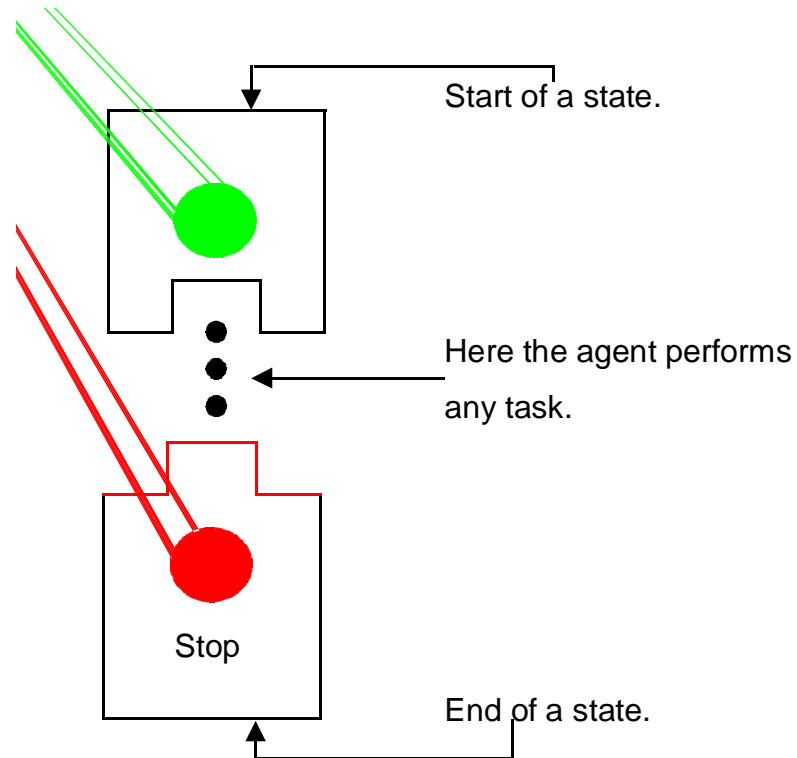 Start of a state.
Here the agent performs
any task.
Stop
End of a state.